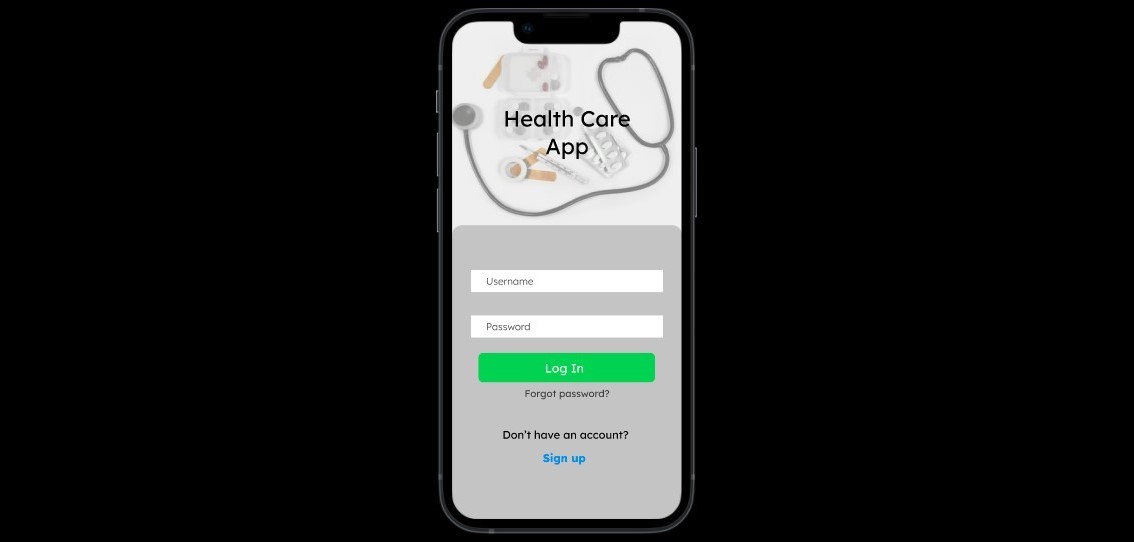 Health Care
App
Username
Password
Log In
Forgot password?
Don't have an account?
Sign up